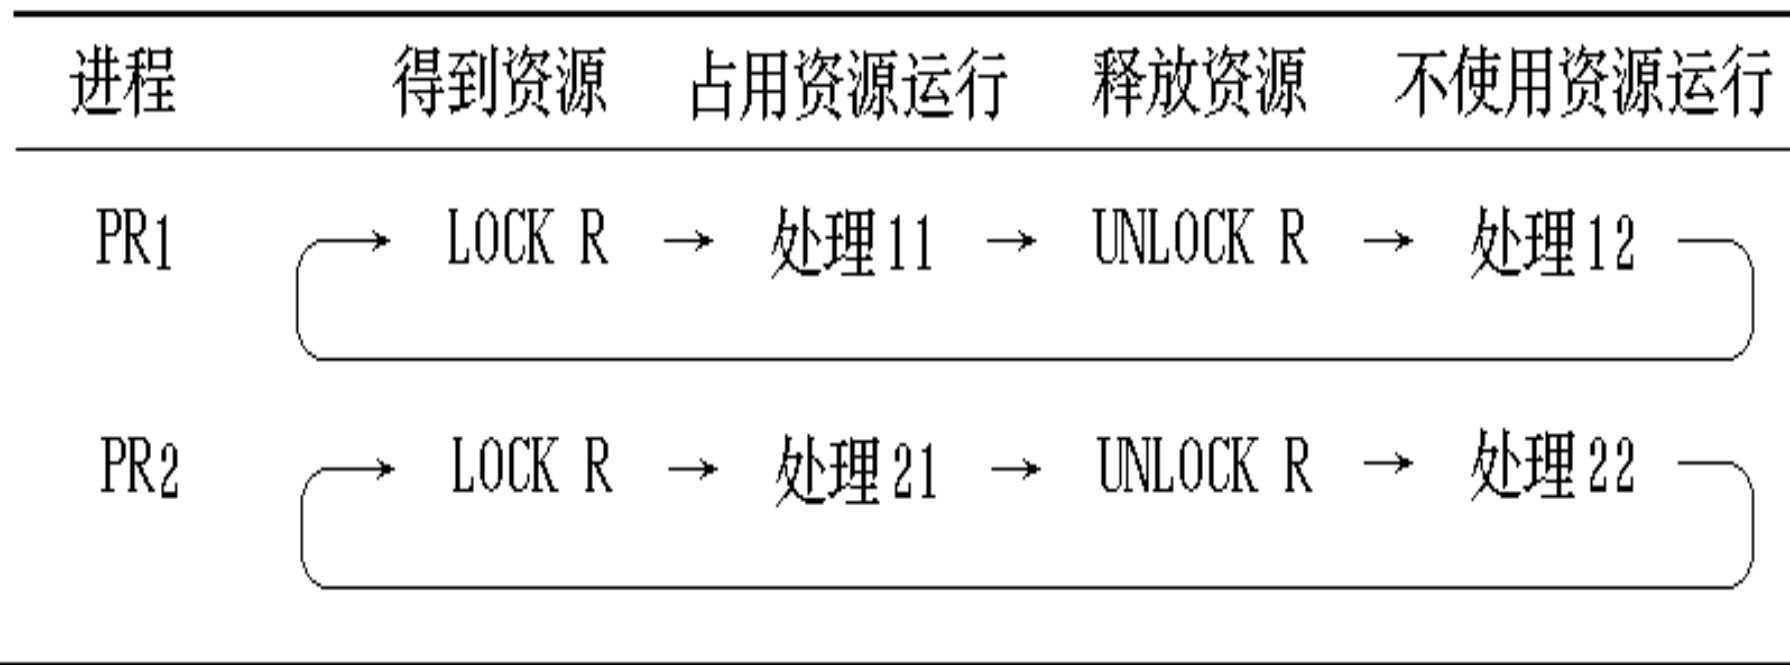 进程 得到资源 占用资源运行 释放资源 不使用资源运行
PR1 → LOCK R → 处理11 → UNLOCK R → 处理12
PR2 → LOCK R → 处理21 → UNLOCK R → 处理22